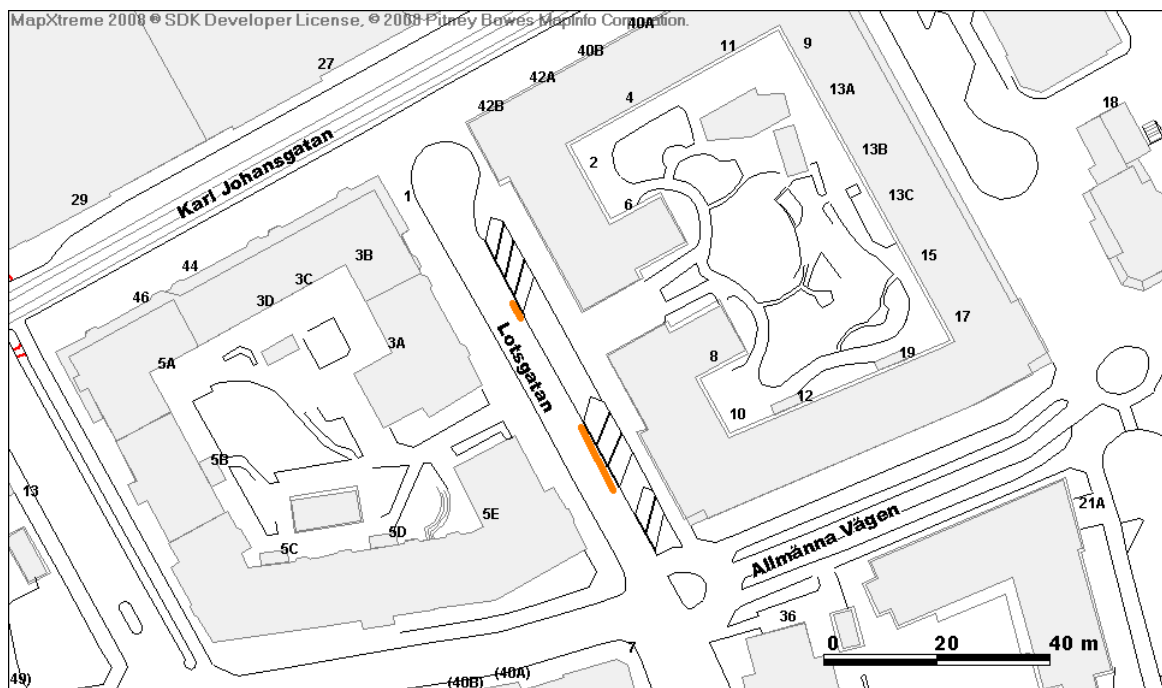 MapXtreme 2008 ® SDK Developer License, © 2008 Pitney Bowes MapInfo Corporation.
40A
27
40B
11
9
42A
13A
4
42B
18
13B
2
Karl Johansgatan
29
1
13C
6
3B
15
44
3C
46
3D
17
Lotsgatan
3A
19
8
5A
12
10
5B
13
21A
5E
5D
Allmänna Vägen
5C
36
0 20 40 m
7
(40A)
49)
(40B)